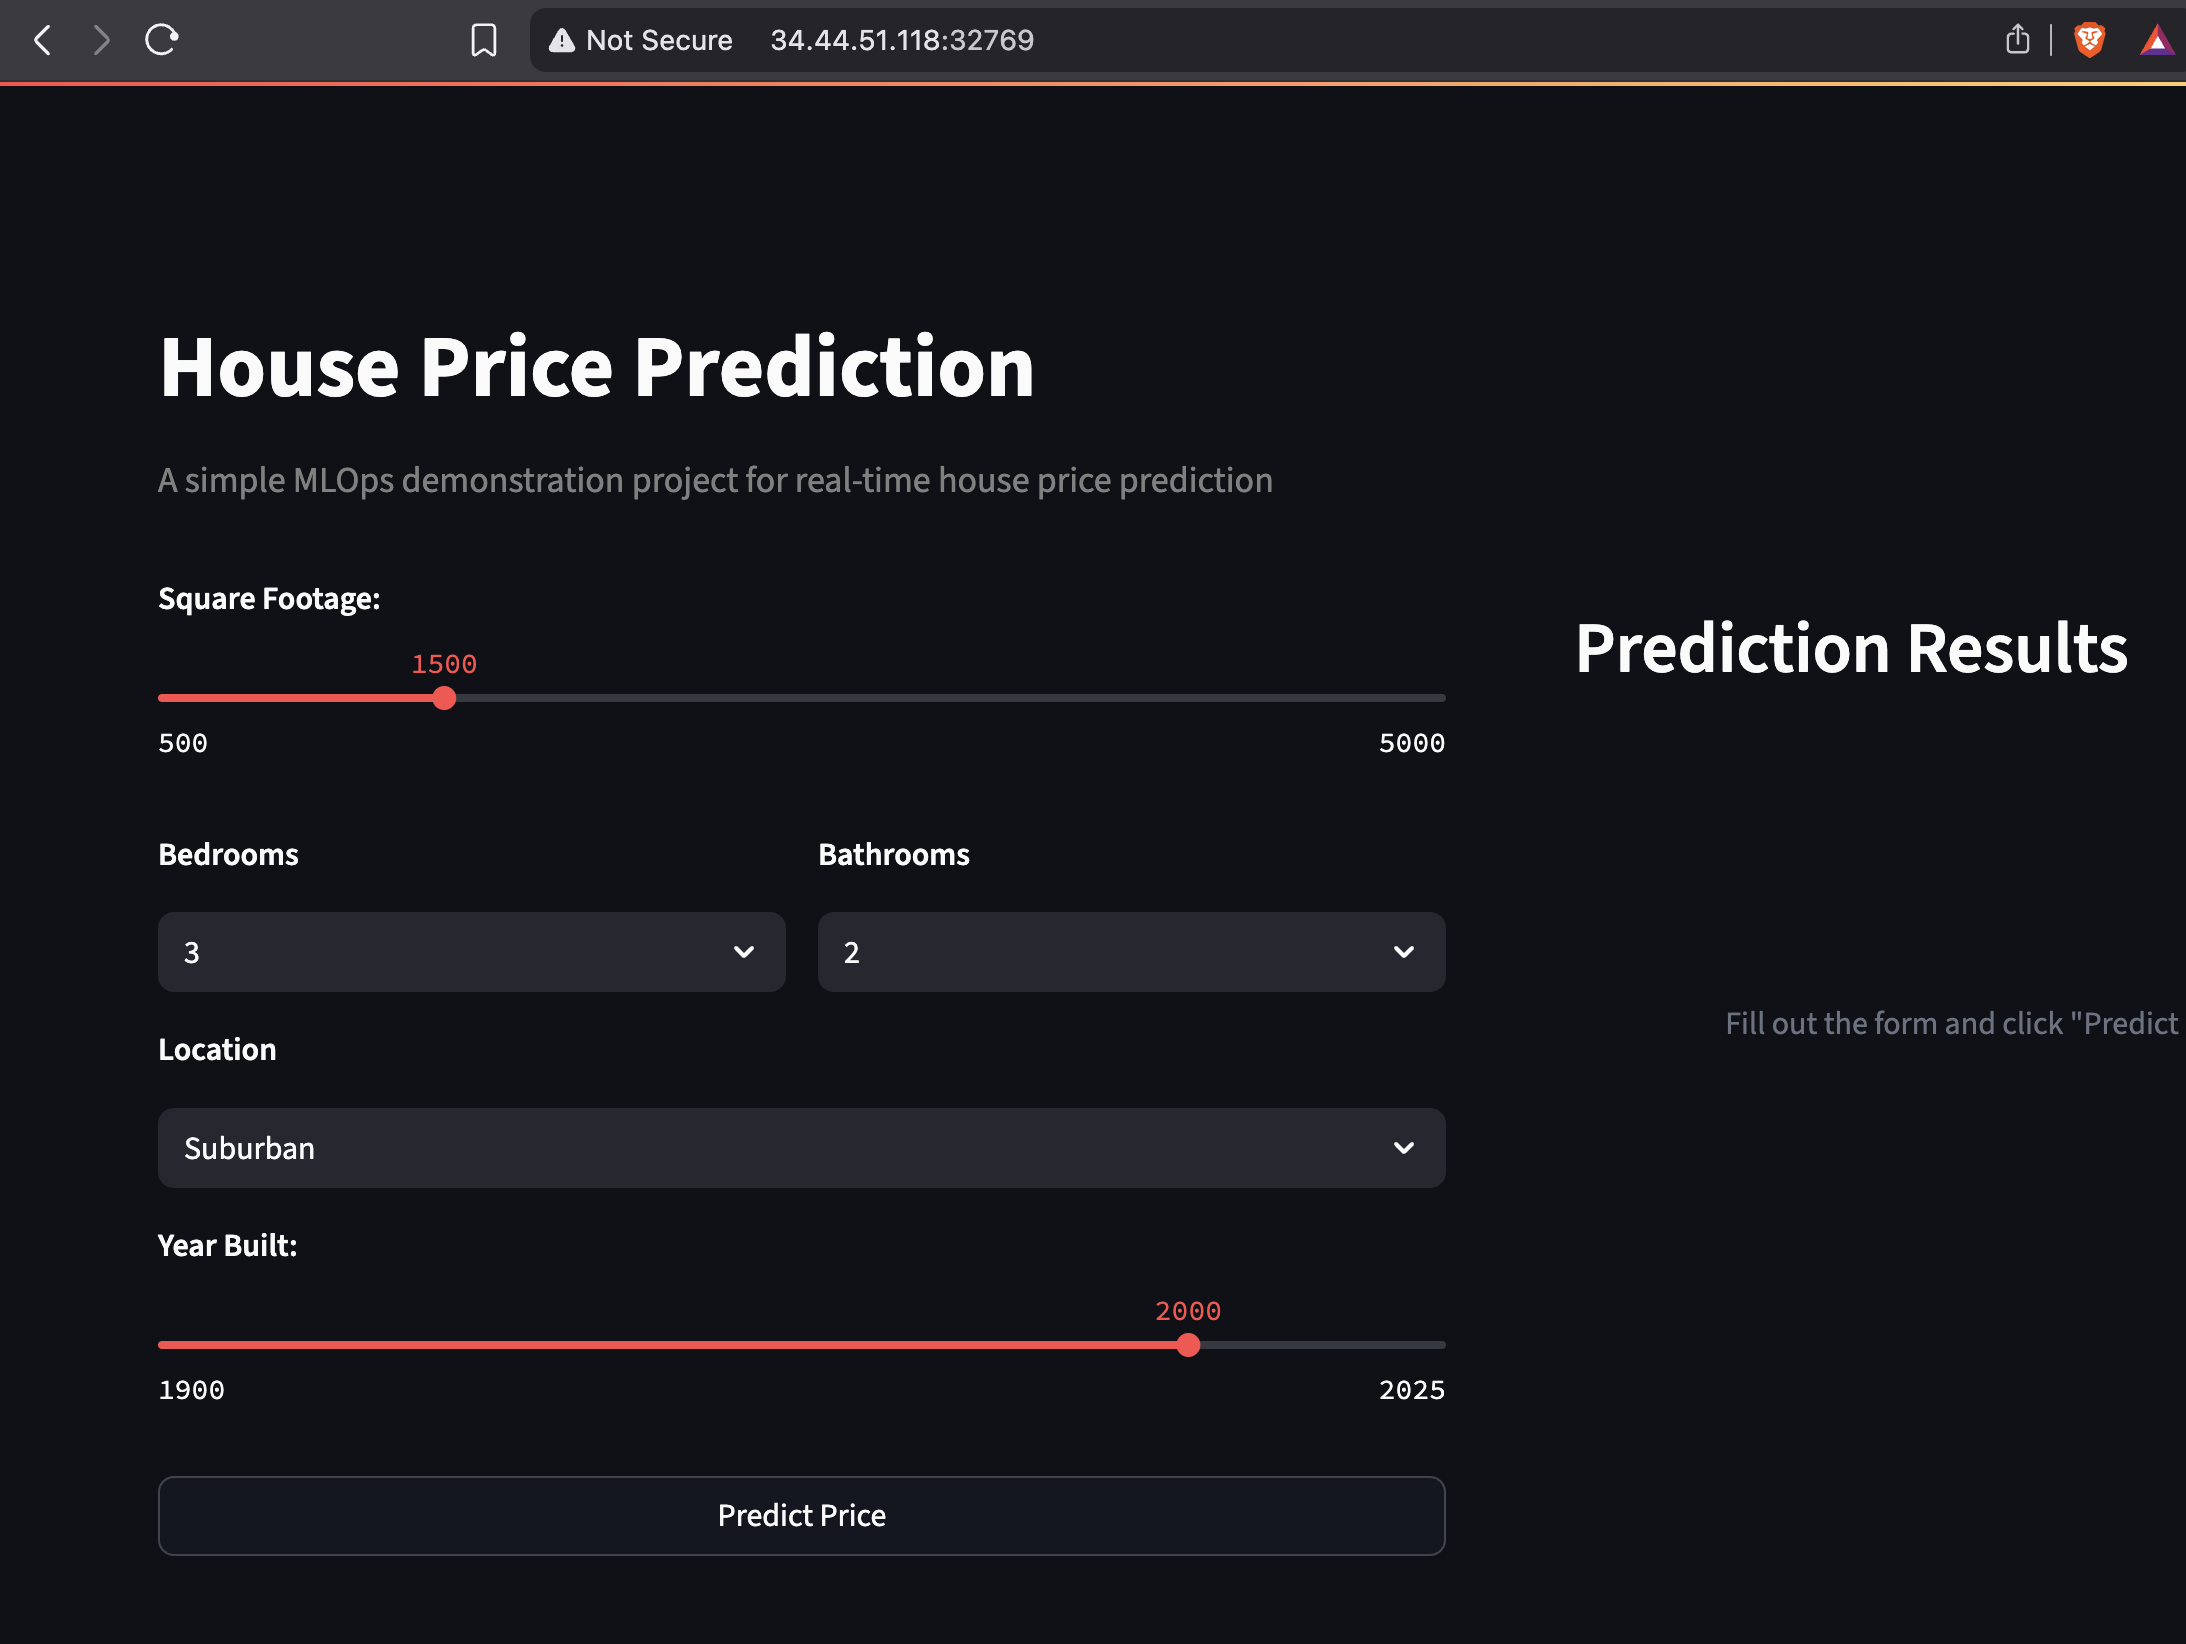 Not Secure 34.44.51.118:32769
House Price Prediction
A simple MLOps demonstration project for real-time house price prediction
Square Footage:
1500
500 5000
Bedrooms Bathrooms
3 2
Location
Suburban
Year Built:
2000
1900 2025
Predict Price
Prediction Results
Fill out the form and click "Predict